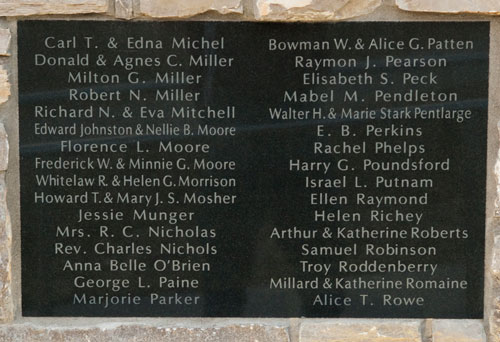 Carl T. & Edna Michel
Donald & Agnes C. Miller
Milton G. Miller
Robert N. Miller
Richard N. & Eva Mitchell
Edward Johnston & Nellie B. Moore
Florence L. Moore
Frederick W. & Minnie G. Moore
Whitelaw R. & Helen G. Morrison
Howard T. & Mary J. S. Mosher
Jessie Munger
Mrs. R. C. Nicholas
Rev. Charles Nichols
Anna Belle O'Brien
George L. Paine
Marjorie Parker
Bowman W. & Alice G. Patten
Raymon J. Pearson
Elisabeth S. Peck
Mabel M. Pendleton
Walter H. & Marie Stark Pentlarge
E. B. Perkins
Rachel Phelps
Harry G. Poundsford
Israel L. Putnam
Ellen Raymond
Helen Richey
Arthur & Katherine Roberts
Samuel Robinson
Troy Roddenberry
Millard & Katherine Romaine
Alice T. Rowe